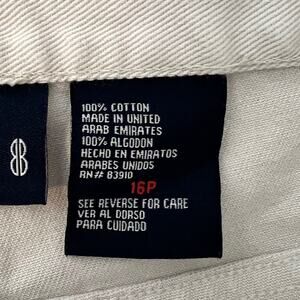 100% COTTON
MADE IN UNITED
ARAB EMIRATES
100% ALGODON
HECHO EN EMIRATOS
ARABES UNIDOS
RN# 83910
16P
SEE REVERSE FOR CARE
VER AL DORSO
PARA CUIDADO